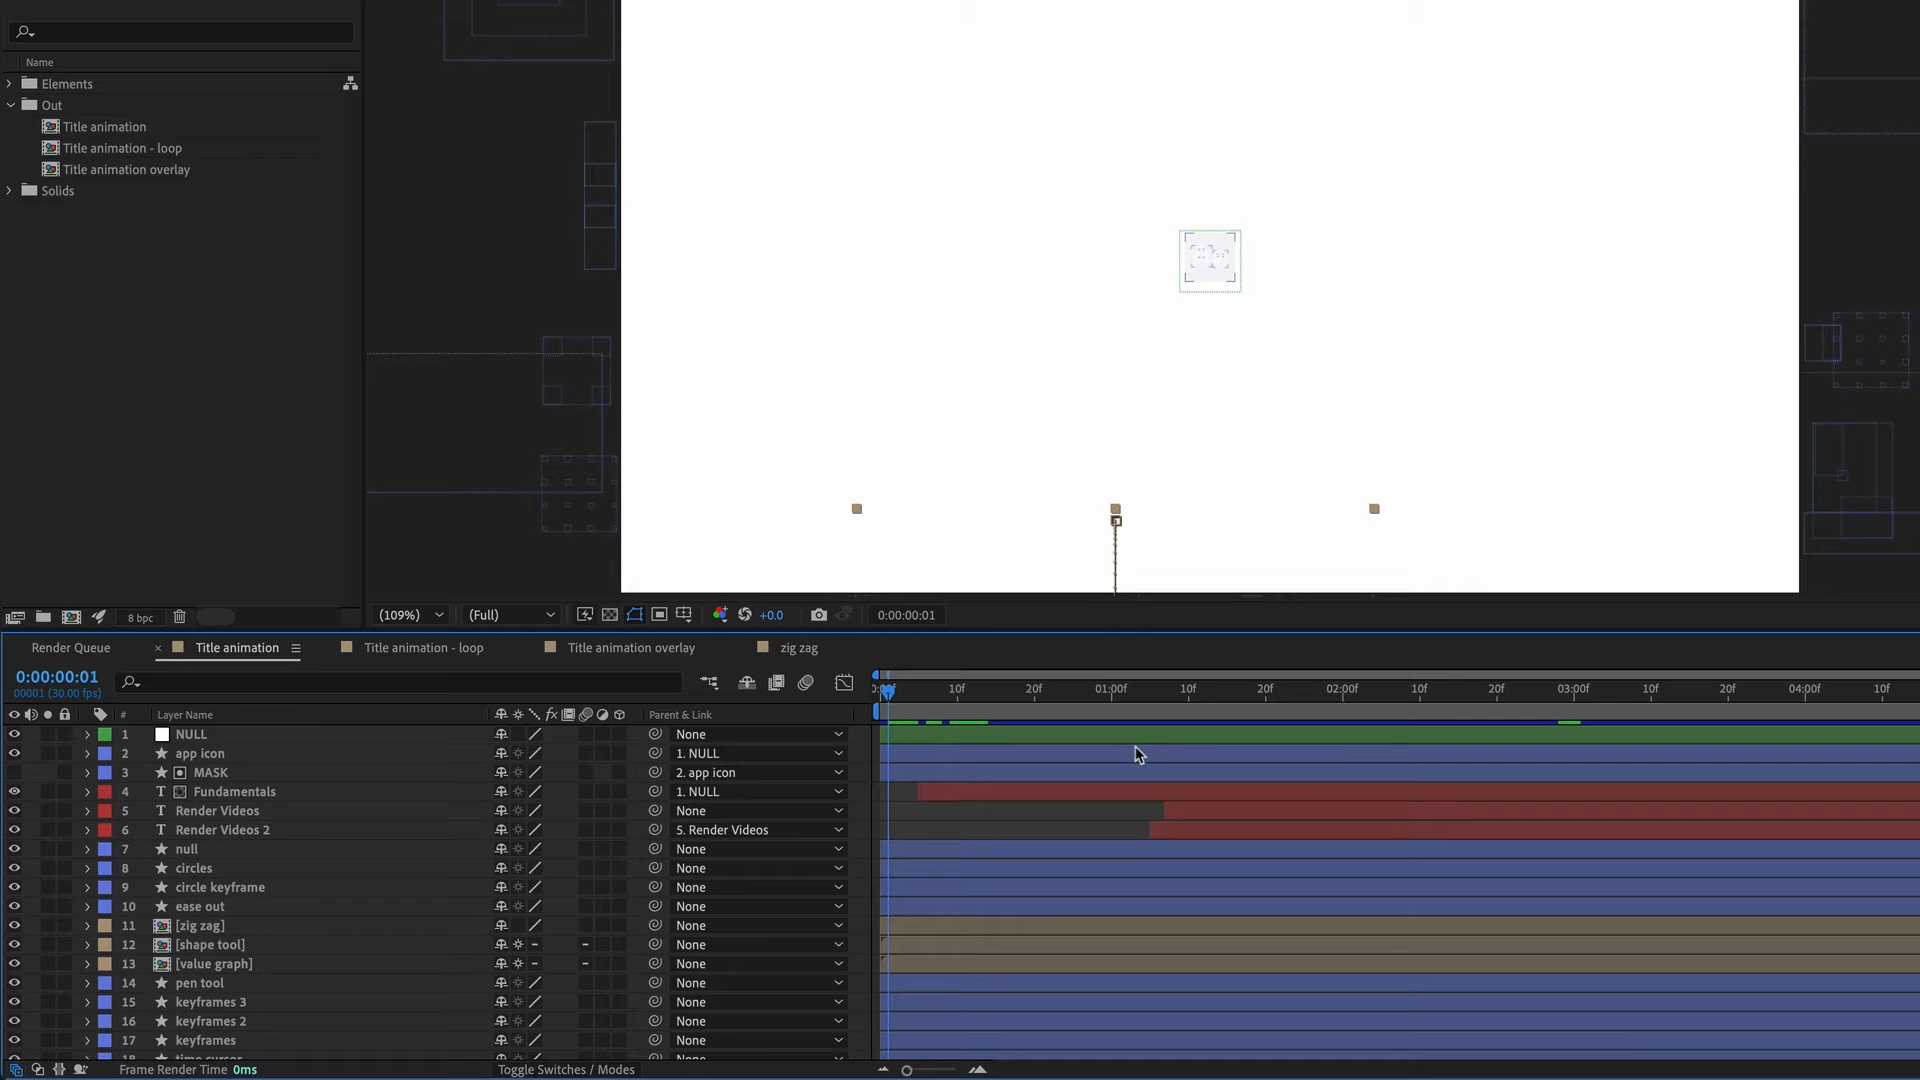 Name
Elements
Out
Title animation
Title animation - loop
Title animation overlay
Solids
8 bpc
(109%)
(Full)
+0.0
0:00:00:01
Render Queue
× Title animation
Title animation - loop
Title animation overlay
zig zag
0:00:00:01
00001 (30.00 fps)
10f 20f 01:00f 10f 20f 02:00f 10f 20f 03:00f 20f 04:00f 10f
# Layer Name fx Parent & Link
1 NULL None
2 app icon 1. NULL
3 MASK 2. app icon
4 T Fundamentals 1. NULL
5 T Render Videos None
6 T Render Videos 2 5. Render Videos
7 null None
8 circles None
9 circle keyframe None
10 ease out None
11 [zig zag] None
12 [shape tool] None
13 [value graph] None
14 pen tool None
15 keyframes 3 None
16 keyframes 2 None
17 keyframes None
18 time cursor
Frame Render Time 0ms
Toggle Switches / Modes